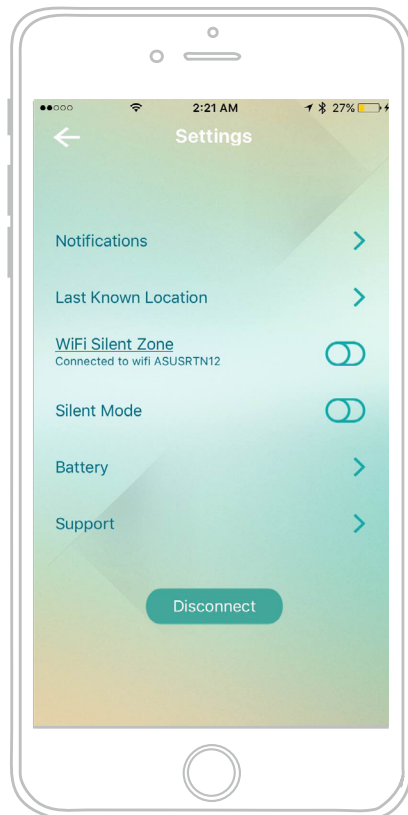 2:21 AM 27%
Settings
Notifications
Last Known Location
WiFi Silent Zone
Connected to wifi ASUSRTN12
Silent Mode
Battery
Support
Disconnect